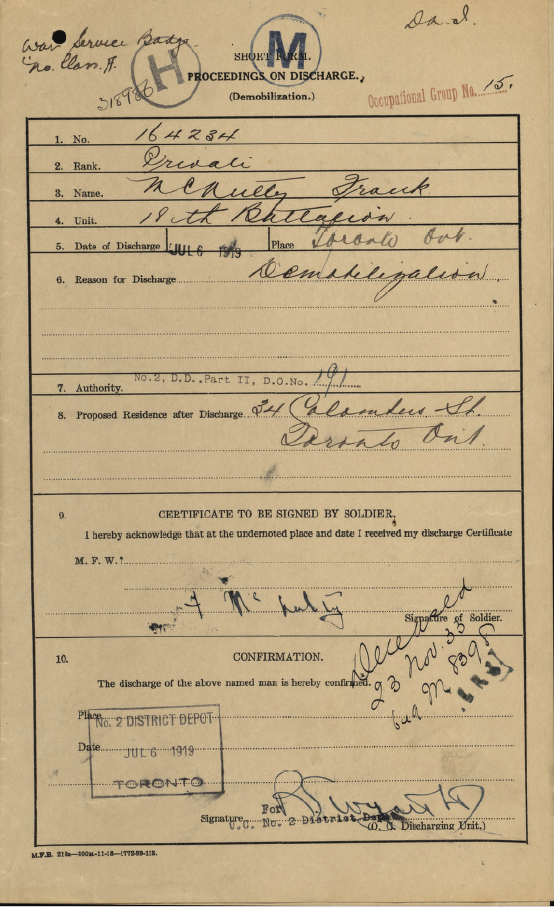 War Service Badge
"No. Class A.
318986
H
M
SHORT FORM.
PROCEEDINGS ON DISCHARGE.
(Demobilization.)
Occupational Group No. 15.
1. No. 164234
2. Rank. Private
3. Name. McNulty Frank
4. Unit. 18th Battalion
5. Date of Discharge JUL 6 1919 Place Toronto Ont.
6. Reason for Discharge Demobilization
7. Authority. No.2, D.D. Part II, D.O.No. 191
8. Proposed Residence after Discharge 34 St.
Toronto Ont.
9. CERTIFICATE TO BE SIGNED BY SOLDIER.
I hereby acknowledge that at the undernoted place and date I received my discharge Certificate
M. F. W.
F McNulty
Signature of Soldier.
Deceased
23 Nov. 33
M 8398
10. CONFIRMATION.
The discharge of the above named man is hereby confirmed.
Place No. 2 DISTRICT DEPOT
Date JUL 6 1919
TORONTO
For
Signature O.C. No. 2 District Depot
(O. C. Discharging Unit.)